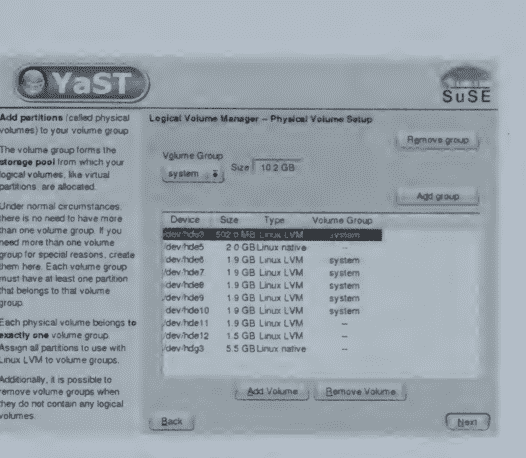 YaST
SuSE
Add partitions (called physical
volumes) to your volume group
The volume group forms the
storage pool from which your
logical volumes, like virtual
partitions, are allocated.
Under normal circumstances,
there is no need to have more
than one volume group. If you
need more than one volume
group for special reasons, create
them here. Each volume group
must have at least one partition
that belongs to that volume
group.
Each physical volume belongs to
exactly one volume group
Assign all partitions to use with
Linux LVM to volume groups.
Additionally, it is possible to
remove volume groups when
they do not contain any logical
volumes.
Logical Volume Manager – Physical Volume Setup
Remove group
Volume Group
system
Size 10.2 GB
Add group
Device Size Type Volume Group
502.0 MB Linux LVM system
/dev/hde5 2.0 GB Linux native --
/dev/hde6 1.9 GB Linux LVM system
/dev/hde7 1.9 GB Linux LVM system
/dev/hde8 1.9 GB Linux LVM system
/dev/hde9 1.9 GB Linux LVM system
/dev/hde10 1.9 GB Linux LVM system
/dev/hde11 1.9 GB Linux LVM --
/dev/hde12 1.5 GB Linux LVM --
/dev/hdg3 5.5 GB Linux native --
Add Volume
Remove Volume
Back
Next